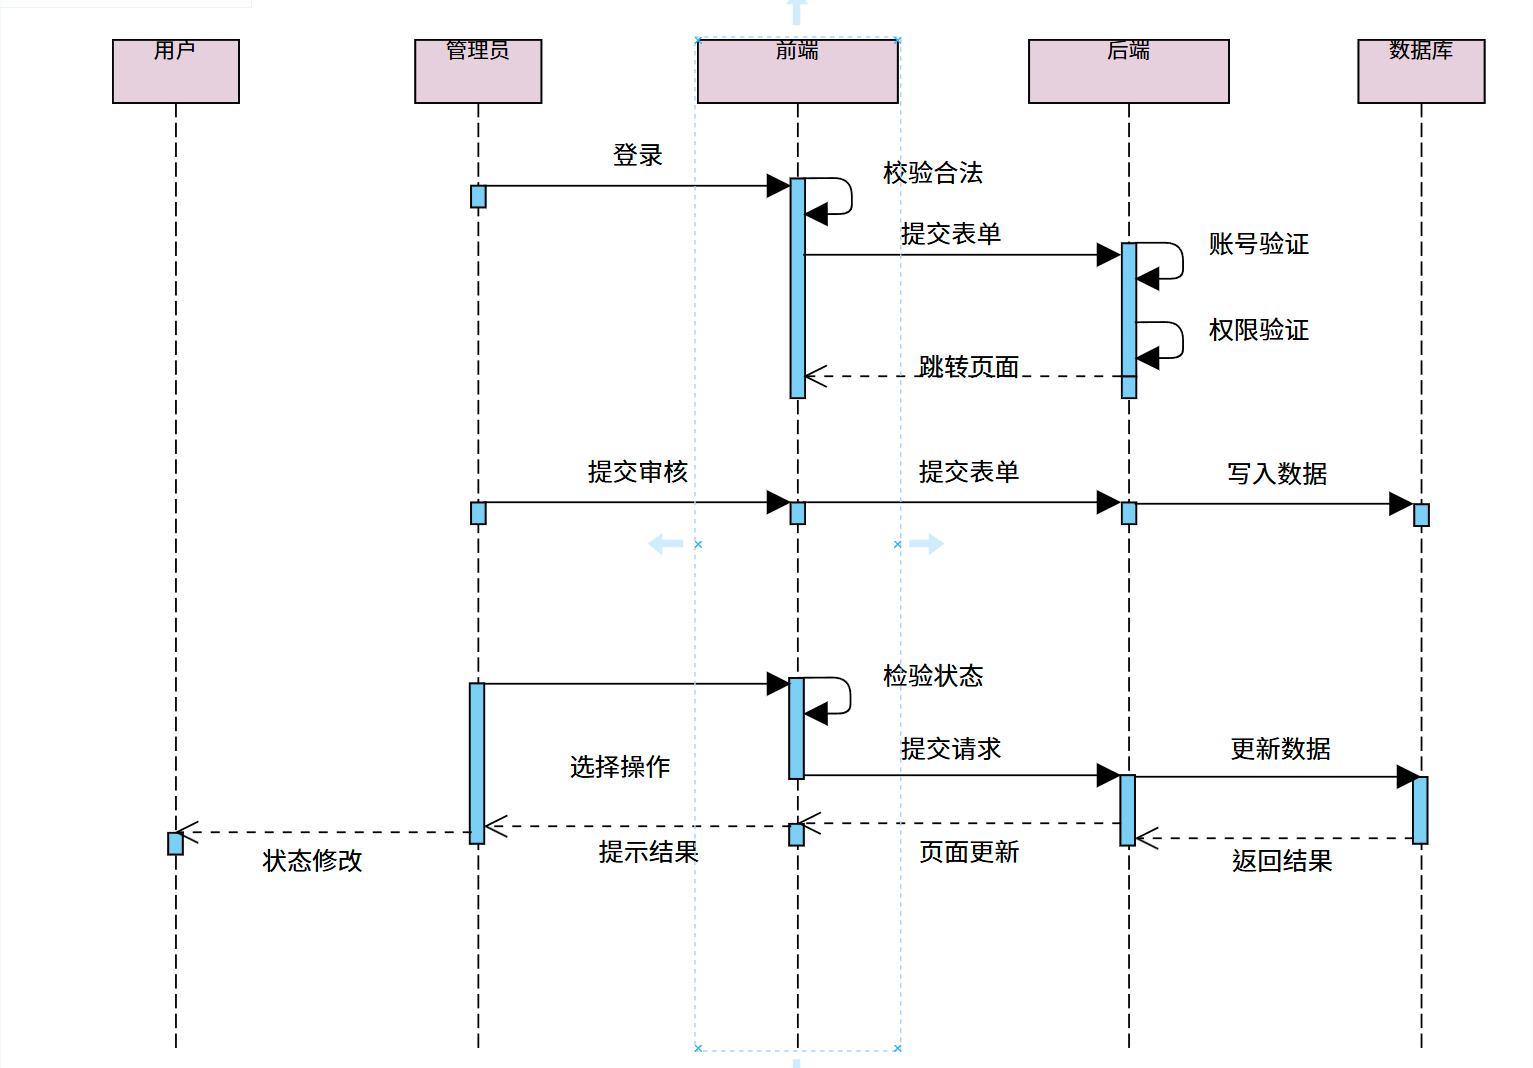 用户
管理员
前端
后端
数据库
登录
校验合法
提交表单
账号验证
权限验证
跳转页面
提交审核
提交表单
写入数据
检验状态
提交请求
更新数据
选择操作
状态修改
提示结果
页面更新
返回结果